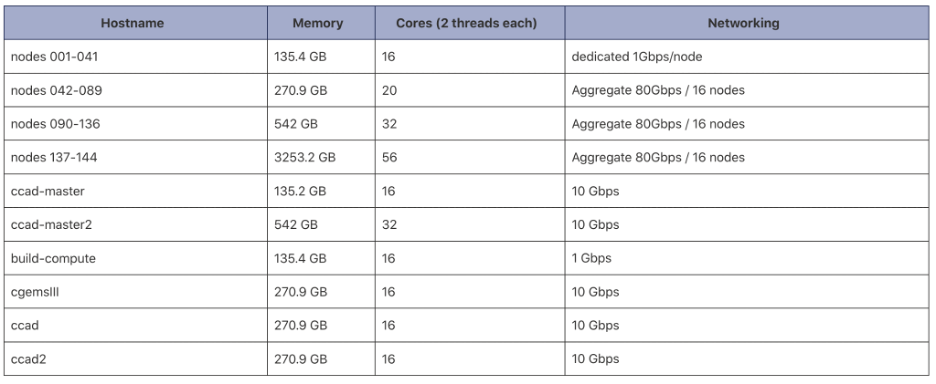 Hostname Memory Cores (2 threads each) Networking
nodes 001-041 135.4 GB 16 dedicated 1Gbps/node
nodes 042-089 270.9 GB 20 Aggregate 80Gbps / 16 nodes
nodes 090-136 542 GB 32 Aggregate 80Gbps / 16 nodes
nodes 137-144 3253.2 GB 56 Aggregate 80Gbps / 16 nodes
ccad-master 135.2 GB 16 10 Gbps
ccad-master2 542 GB 32 10 Gbps
build-compute 135.4 GB 16 1 Gbps
cgemsIII 270.9 GB 16 10 Gbps
ccad 270.9 GB 16 10 Gbps
ccad2 270.9 GB 16 10 Gbps